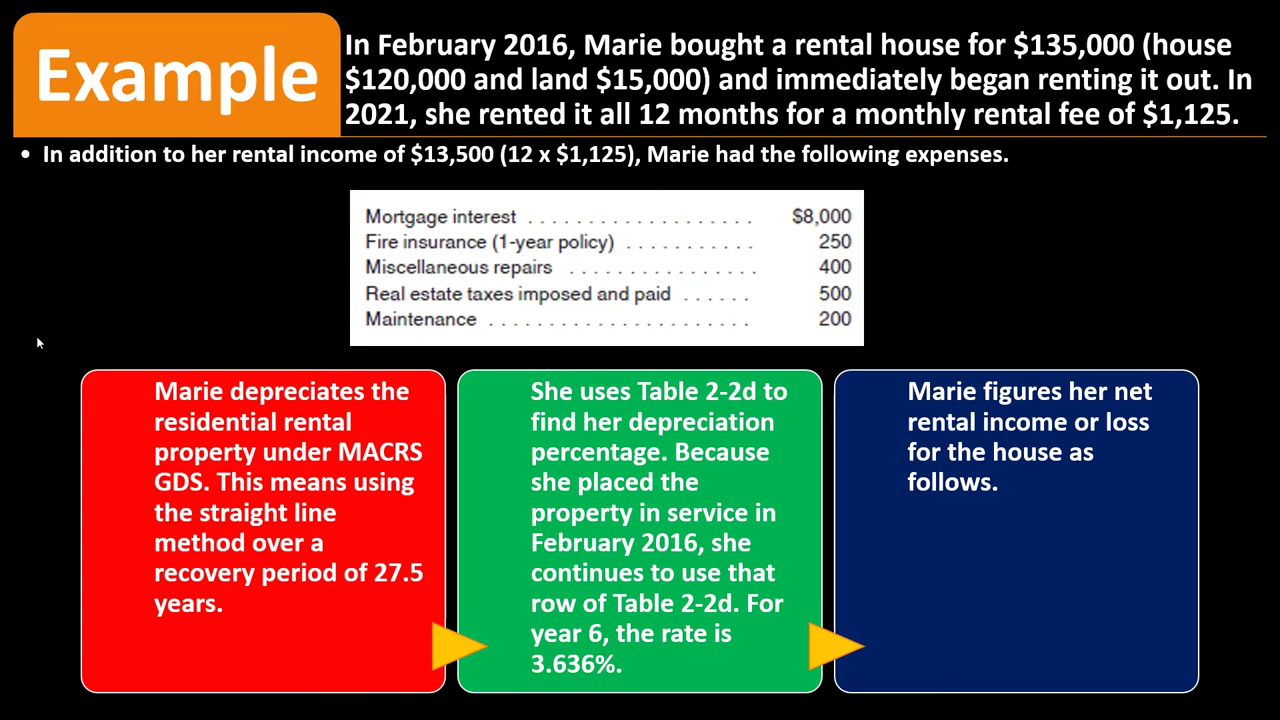 Example
In February 2016, Marie bought a rental house for $135,000 (house
$120,000 and land $15,000) and immediately began renting it out. In
2021, she rented it all 12 months for a monthly rental fee of $1,125.
• In addition to her rental income of $13,500 (12 x $1,125), Marie had the following expenses.
Mortgage interest . . . . . . . . . . . . . . . . . . . $8,000
Fire insurance (1-year policy) . . . . . . . . . . . 250
Miscellaneous repairs . . . . . . . . . . . . . . . . 400
Real estate taxes imposed and paid . . . . . . 500
Maintenance . . . . . . . . . . . . . . . . . . . . . . 200
Marie depreciates the
residential rental
property under MACRS
GDS. This means using
the straight line
method over a
recovery period of 27.5
years.
She uses Table 2-2d to
find her depreciation
percentage. Because
she placed the
property in service in
February 2016, she
continues to use that
row of Table 2-2d. For
year 6, the rate is
3.636%.
Marie figures her net
rental income or loss
for the house as
follows.